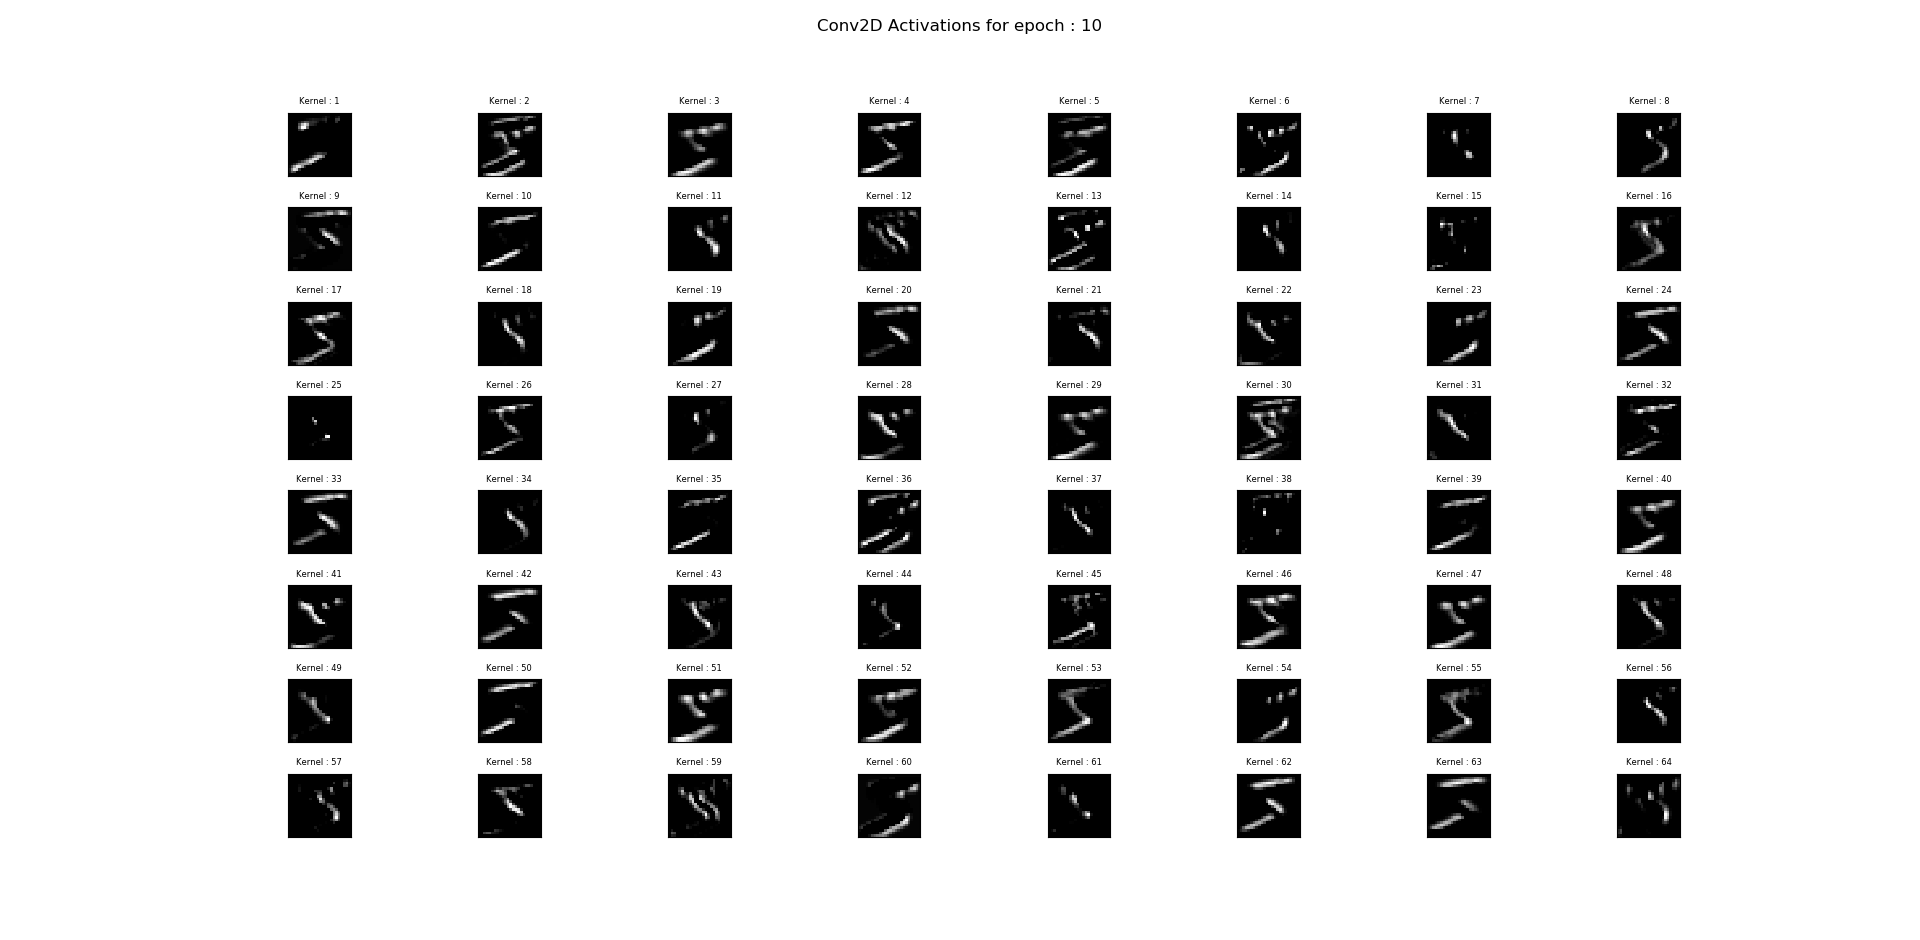 Conv2D Activations for epoch : 10
Kernel : 1 Kernel : 2 Kernel : 3 Kernel : 4 Kernel : 5 Kernel : 6 Kernel : 7 Kernel : 8
Kernel : 9 Kernel : 10 Kernel : 11 Kernel : 12 Kernel : 13 Kernel : 14 Kernel : 15 Kernel : 16
Kernel : 17 Kernel : 18 Kernel : 19 Kernel : 20 Kernel : 21 Kernel : 22 Kernel : 23 Kernel : 24
Kernel : 25 Kernel : 26 Kernel : 27 Kernel : 28 Kernel : 29 Kernel : 30 Kernel : 31 Kernel : 32
Kernel : 33 Kernel : 34 Kernel : 35 Kernel : 36 Kernel : 37 Kernel : 38 Kernel : 39 Kernel : 40
Kernel : 41 Kernel : 42 Kernel : 43 Kernel : 44 Kernel : 45 Kernel : 46 Kernel : 47 Kernel : 48
Kernel : 49 Kernel : 50 Kernel : 51 Kernel : 52 Kernel : 53 Kernel : 54 Kernel : 55 Kernel : 56
Kernel : 57 Kernel : 58 Kernel : 59 Kernel : 60 Kernel : 61 Kernel : 62 Kernel : 63 Kernel : 64